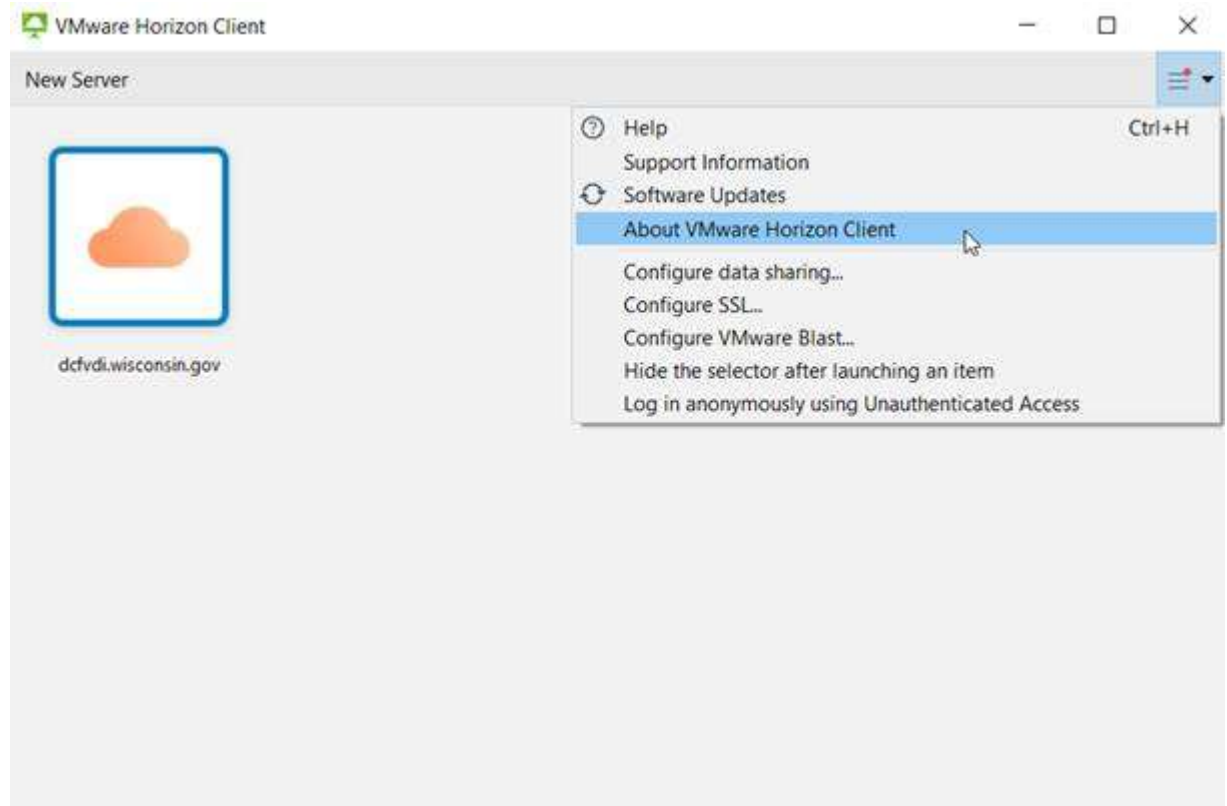 VMware Horizon Client
New Server
Help Ctrl+H
Support Information
Software Updates
About VMware Horizon Client
Configure data sharing...
Configure SSL...
Configure VMware Blast...
Hide the selector after launching an item
Log in anonymously using Unauthenticated Access
dcfvdi.wisconsin.gov